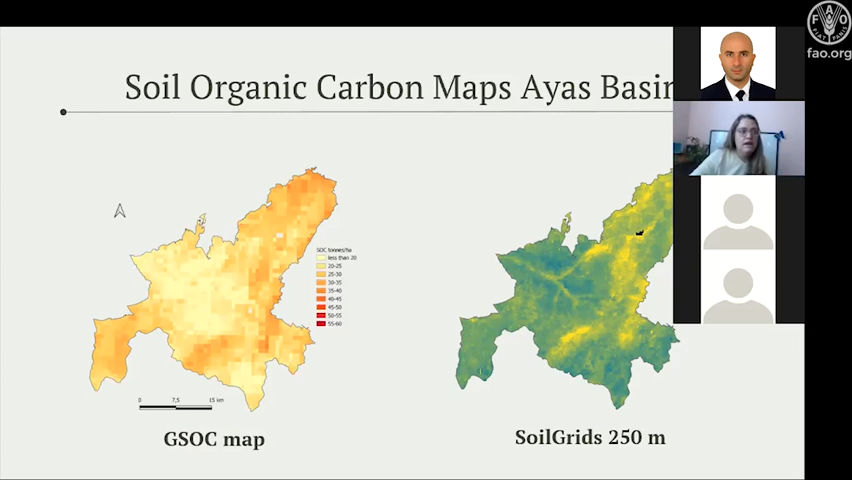 F A O
FIAT PANIS
fao.org
Soil Organic Carbon Maps Ayas Basin
SOC tonnes/ha
less than 20
20-25
25-30
30-35
35-40
40-45
45-50
50-55
55-60
0 7,5 15 km
GSOC map
SoilGrids 250 m